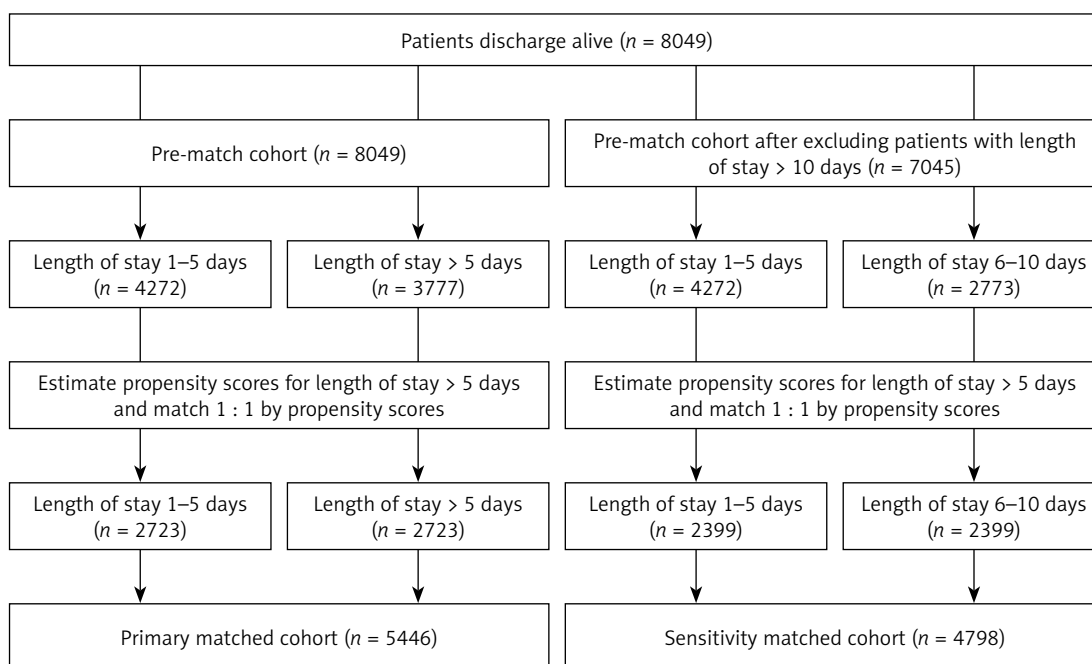 Patients discharge alive (n = 8049)
Pre-match cohort (n = 8049)
Pre-match cohort after excluding patients with length
of stay > 10 days (n = 7045)
Length of stay 1–5 days
(n = 4272)
Length of stay > 5 days
(n = 3777)
Length of stay 1–5 days
(n = 4272)
Length of stay 6–10 days
(n = 2773)
Estimate propensity scores for length of stay > 5 days
and match 1 : 1 by propensity scores
Estimate propensity scores for length of stay > 5 days
and match 1 : 1 by propensity scores
Length of stay 1–5 days
(n = 2723)
Length of stay > 5 days
(n = 2723)
Length of stay 1–5 days
(n = 2399)
Length of stay 6–10 days
(n = 2399)
Primary matched cohort (n = 5446)
Sensitivity matched cohort (n = 4798)